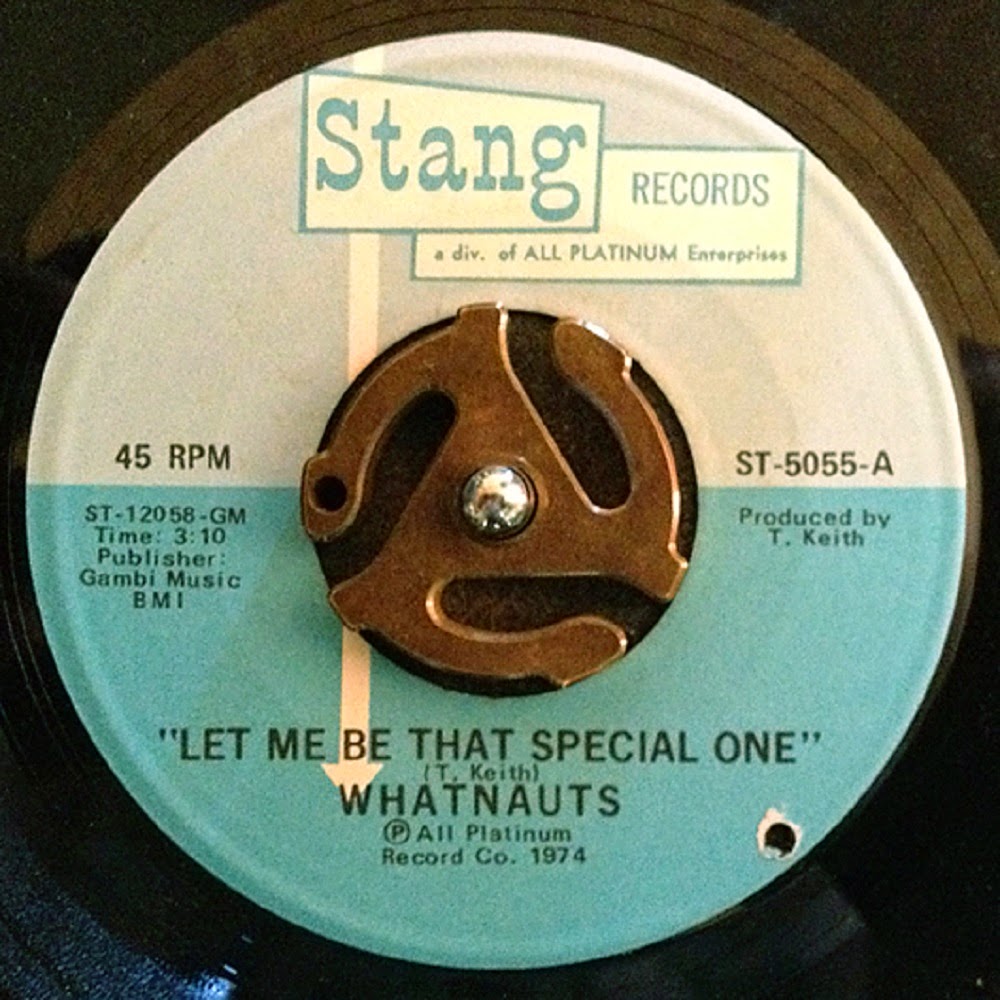 Stang
RECORDS
a div. of ALL PLATINUM Enterprises
45 RPM
ST-5055-A
ST-12058-GM
Time: 3:10
Publisher:
Gambi Music
BMI
Produced by
T. Keith
"LET ME BE THAT SPECIAL ONE"
(T. Keith)
WHATNAUTS
℗ All Platinum
Record Co. 1974